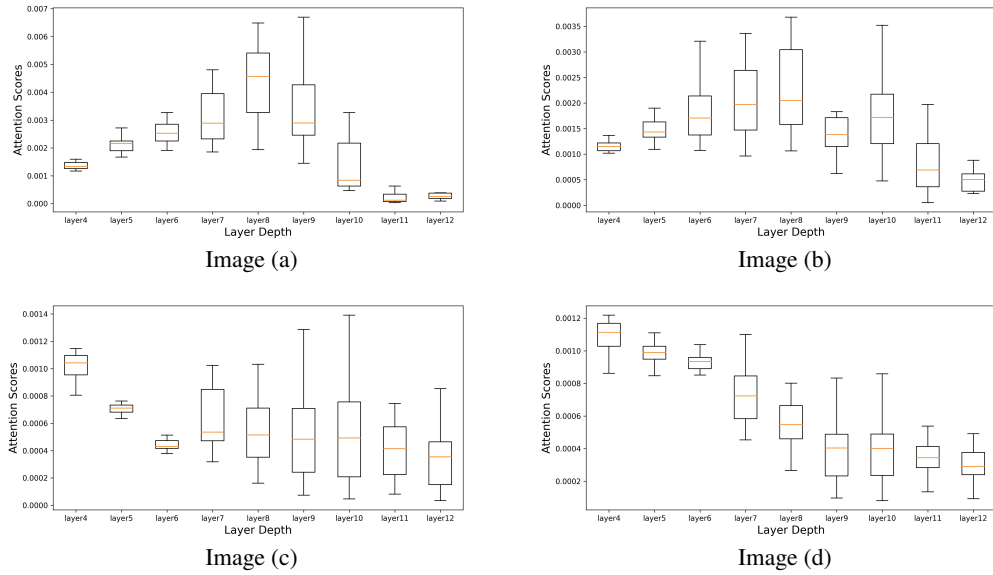 0.007
0.006
0.005
0.004
0.003
0.002
0.001
0.000
Attention Scores
layer4 layer5 layer6 layer7 layer8 layer9 layer10 layer11 layer12
Layer Depth
Image (a)
0.0035
0.0030
0.0025
0.0020
0.0015
0.0010
0.0005
0.0000
Attention Scores
layer4 layer5 layer6 layer7 layer8 layer9 layer10 layer11 layer12
Layer Depth
Image (b)
0.0014
0.0012
0.0010
0.0008
0.0006
0.0004
0.0002
0.0000
Attention Scores
layer4 layer5 layer6 layer7 layer8 layer9 layer10 layer11 layer12
Layer Depth
Image (c)
0.0012
0.0010
0.0008
0.0006
0.0004
0.0002
Attention Scores
layer4 layer5 layer6 layer7 layer8 layer9 layer10 layer11 layer12
Layer Depth
Image (d)